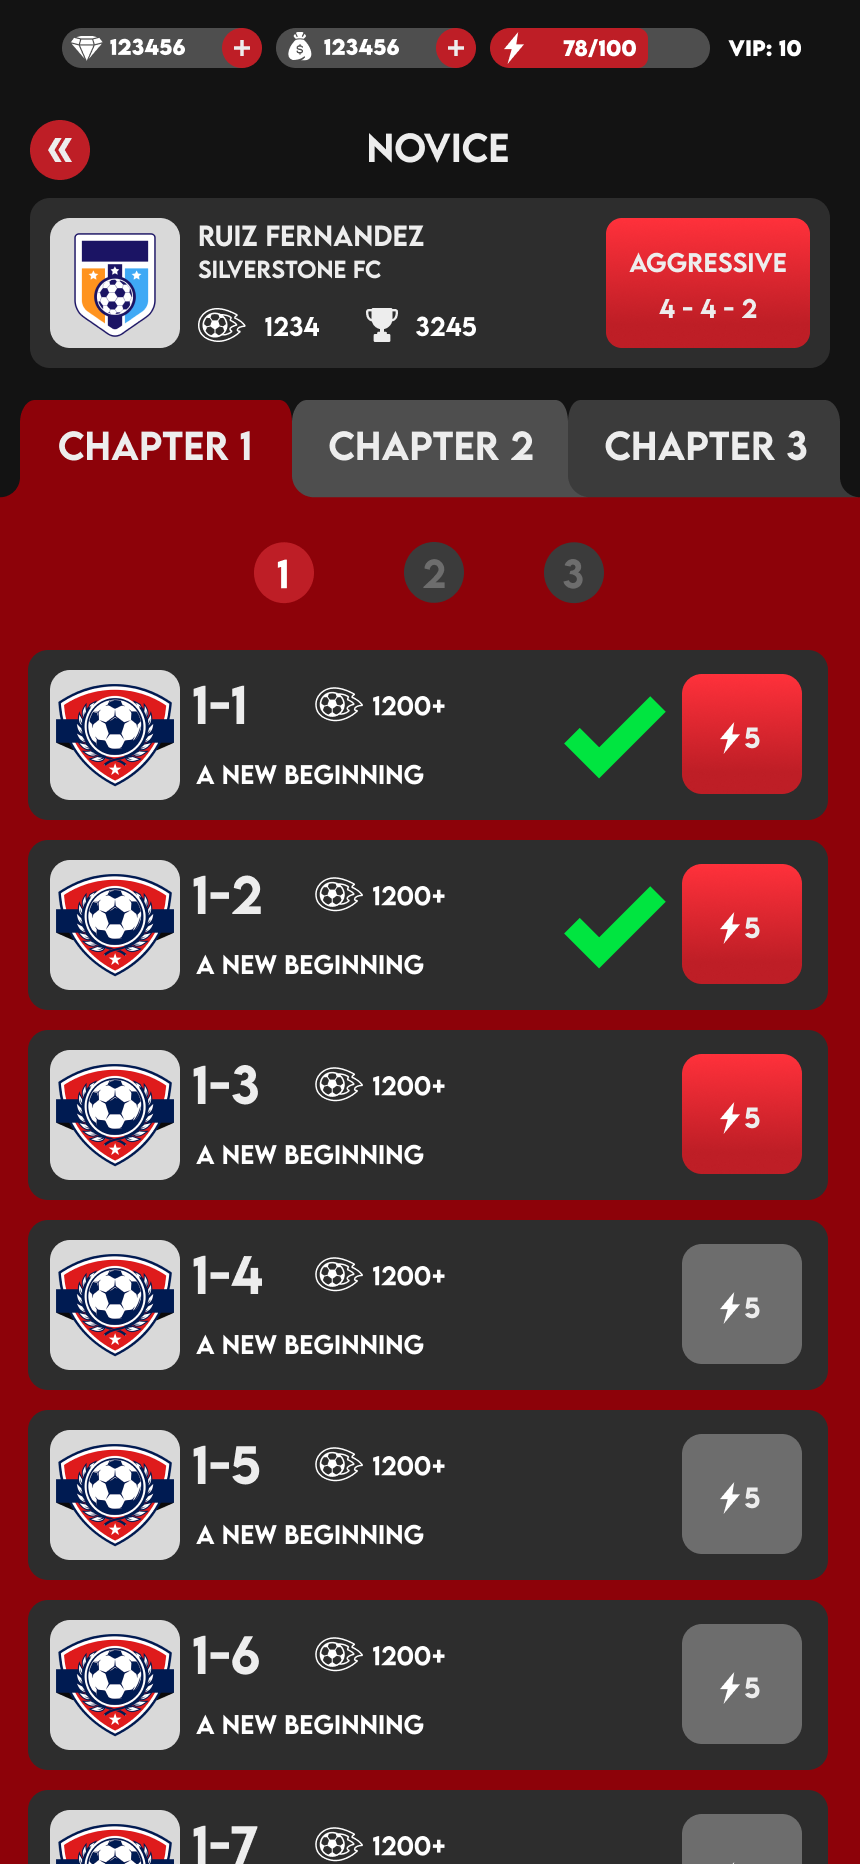 123456 + 123456 + 78/100 VIP: 10
« NOVICE
RUIZ FERNANDEZ
SILVERSTONE FC
1234 3245
AGGRESSIVE
4 - 4 - 2
CHAPTER 1 CHAPTER 2 CHAPTER 3
1 2 3
1-1 1200+
A NEW BEGINNING
5
1-2 1200+
A NEW BEGINNING
5
1-3 1200+
A NEW BEGINNING
5
1-4 1200+
A NEW BEGINNING
5
1-5 1200+
A NEW BEGINNING
5
1-6 1200+
A NEW BEGINNING
5
1-7 1200+